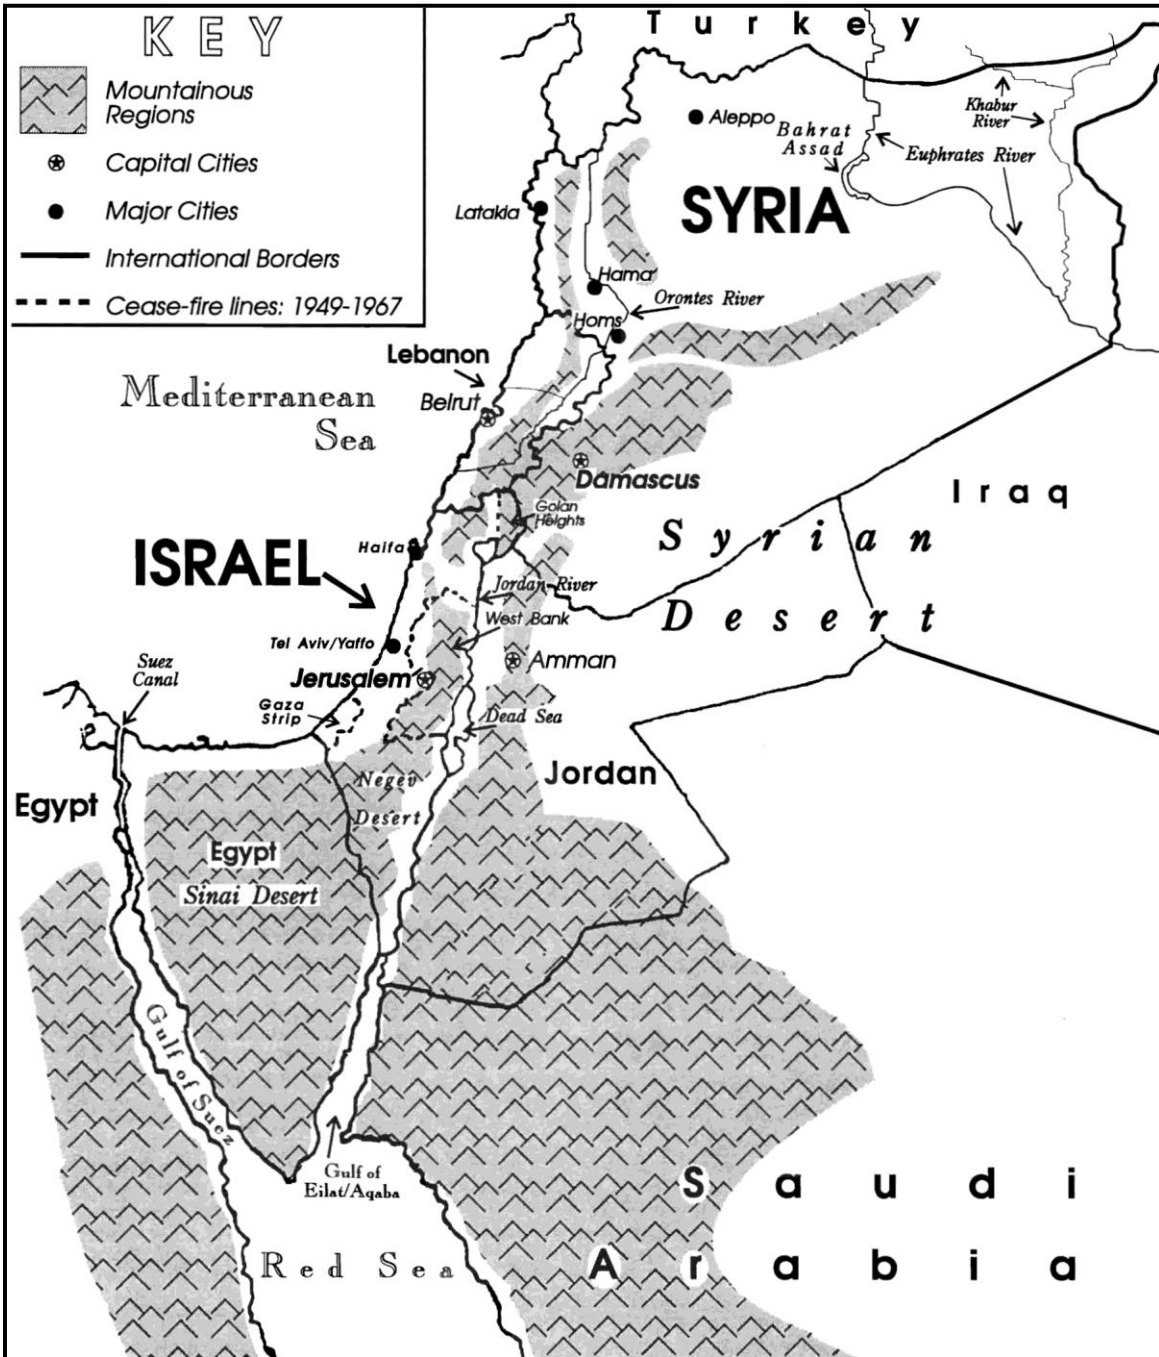 KEY
Mountainous
Regions
Capital Cities
Major Cities
International Borders
Cease-fire lines: 1949-1967
Turkey
Aleppo
Bahrat
Assad
Khabur
River
Euphrates River
SYRIA
Latakia
Hama
Orontes River
Homs
Lebanon
Mediterranean
Sea
Beirut
Damascus
Iraq
Golan
Heights
Syrian
Desert
Haifa
ISRAEL
Jordan River
West Bank
Tel Aviv/Yaffo
Amman
Suez
Canal
Jerusalem
Gaza
Strip
Dead Sea
Negev
Desert
Jordan
Egypt
Egypt
Sinai Desert
Gulf of Suez
Gulf of
Eilat/Aqaba
Saudi
Arabia
Red Sea